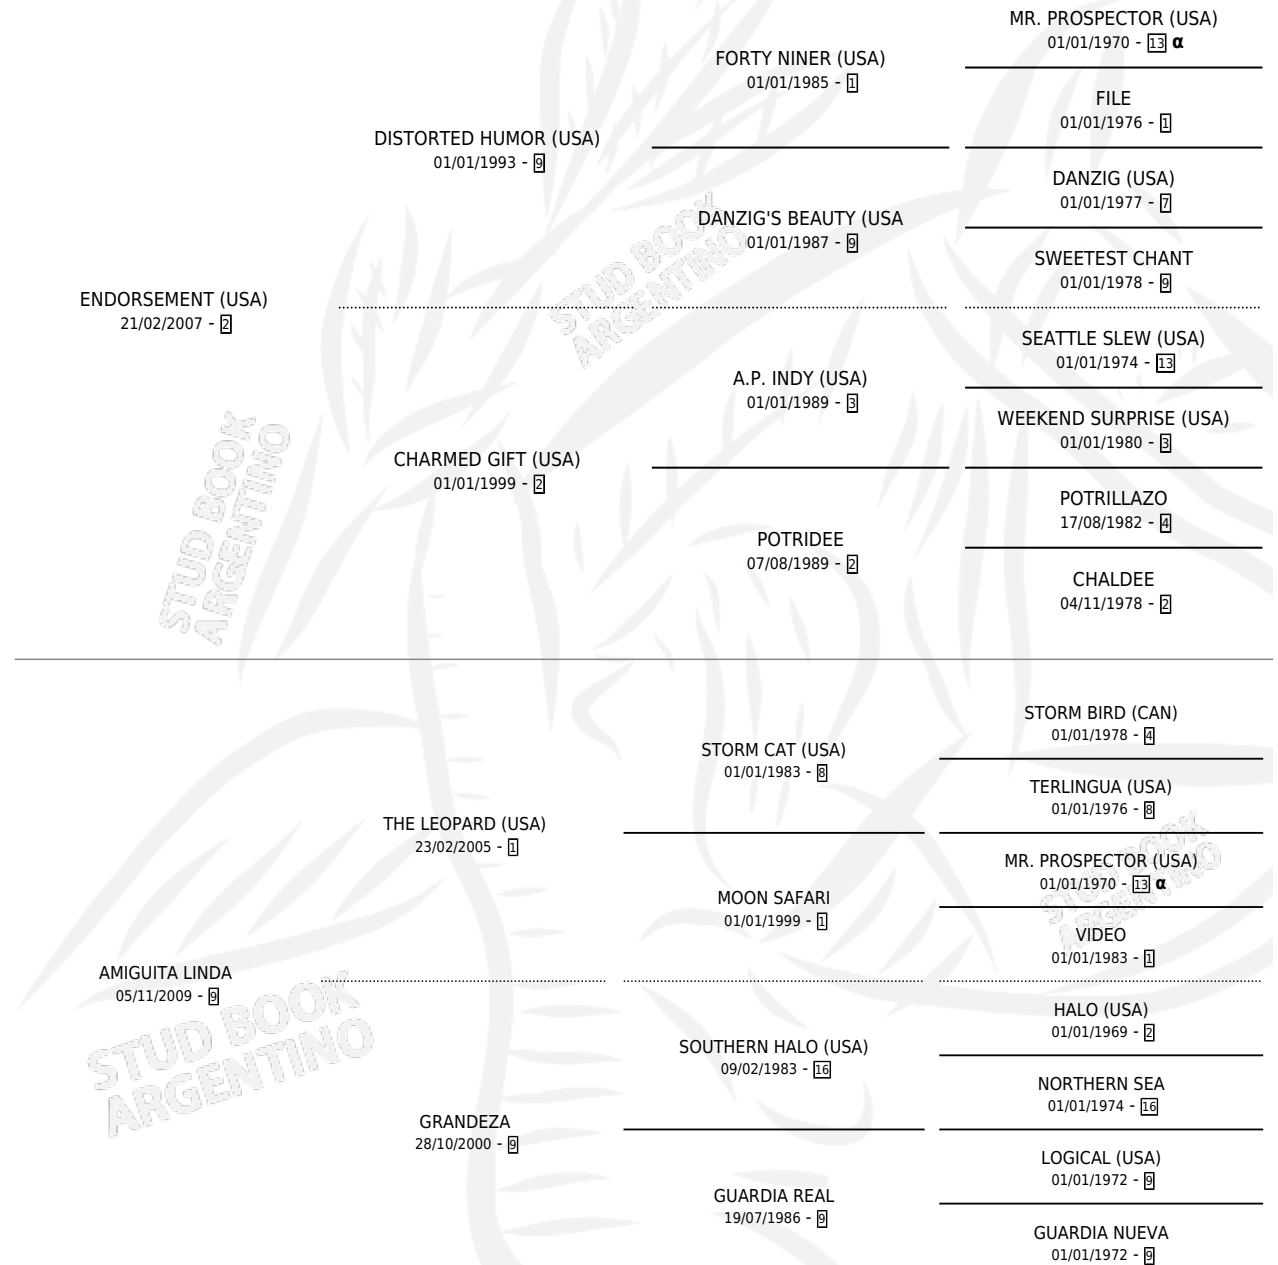 MR. PROSPECTOR (USA)
01/01/1970 - 13 α
FORTY NINER (USA)
01/01/1985 - 1
FILE
01/01/1976 - 1
DISTORTED HUMOR (USA)
01/01/1993 - 9
DANZIG (USA)
01/01/1977 - 7
DANZIG'S BEAUTY (USA
01/01/1987 - 9
SWEETEST CHANT
01/01/1978 - 9
STUD BOOK
ARGENTINO
ENDORSEMENT (USA)
21/02/2007 - 2
SEATTLE SLEW (USA)
01/01/1974 - 13
A.P. INDY (USA)
01/01/1989 - 3
WEEKEND SURPRISE (USA)
01/01/1980 - 3
CHARMED GIFT (USA)
01/01/1999 - 2
STUD BOOK
ARGENTINO
POTRILLAZO
17/08/1982 - 4
POTRIDEE
07/08/1989 - 2
CHALDEE
04/11/1978 - 2
STORM BIRD (CAN)
01/01/1978 - 4
STORM CAT (USA)
01/01/1983 - 8
TERLINGUA (USA)
01/01/1976 - 8
THE LEOPARD (USA)
23/02/2005 - 1
STUD BOOK
ARGENTINO
MR. PROSPECTOR (USA)
01/01/1970 - 13 α
MOON SAFARI
01/01/1999 - 1
VIDEO
01/01/1983 - 1
AMIGUITA LINDA
05/11/2009 - 9
STUD BOOK
ARGENTINO
HALO (USA)
01/01/1969 - 2
SOUTHERN HALO (USA)
09/02/1983 - 16
NORTHERN SEA
01/01/1974 - 16
GRANDEZA
28/10/2000 - 9
LOGICAL (USA)
01/01/1972 - 9
GUARDIA REAL
19/07/1986 - 9
GUARDIA NUEVA
01/01/1972 - 9